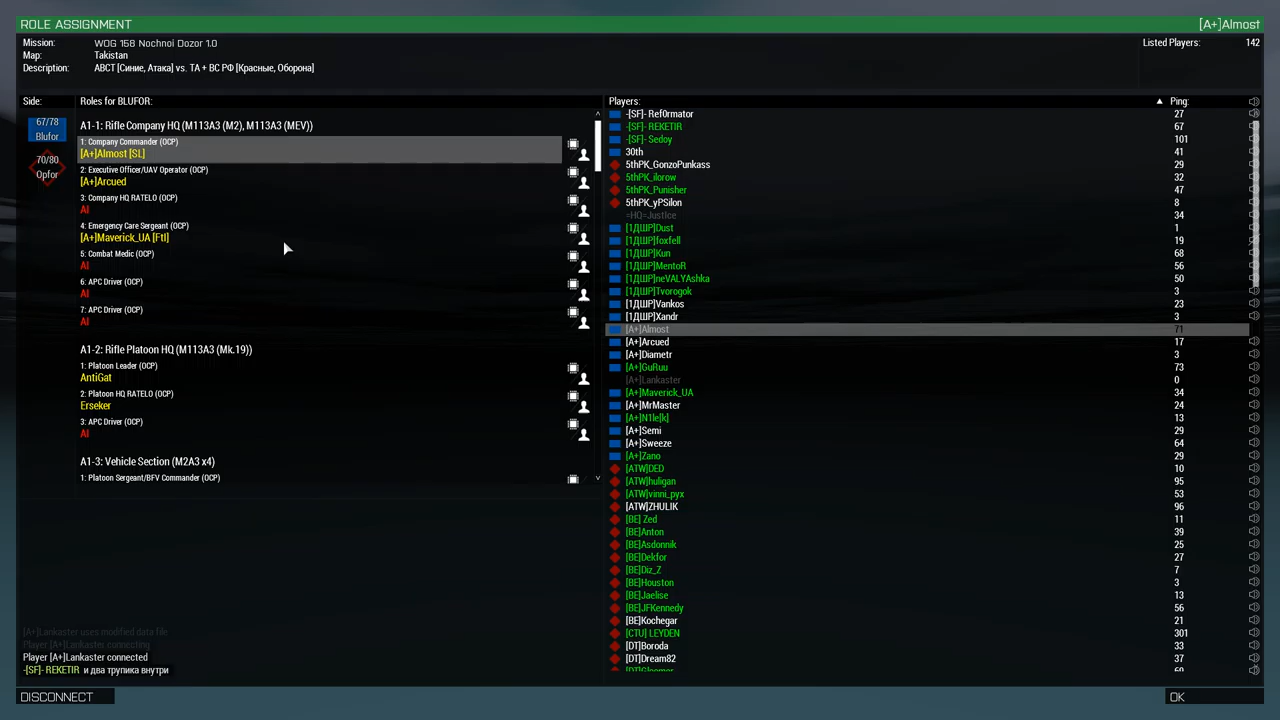 ROLE ASSIGNMENT
[A+]Almost
Mission: WOG 158 Nochnoi Dozor 1.0
Listed Players: 142
Map: Takistan
Description: АВСТ [Синие, Атака] vs. ТА + ВС РФ [Красные, Оборона]
Side:
67/78
Blufor
70/80
Opfor
Roles for BLUFOR:
A1-1: Rifle Company HQ (M113A3 (M2), M113A3 (MEV))
1: Company Commander (OCP)
[A+]Almost [SL]
2: Executive Officer/UAV Operator (OCP)
[A+]Arcued
3: Company HQ RATELO (OCP)
AI
4: Emergency Care Sergeant (OCP)
[A+]Maverick_UA [Ftl]
5: Combat Medic (OCP)
AI
6: APC Driver (OCP)
AI
7: APC Driver (OCP)
AI
A1-2: Rifle Platoon HQ (M113A3 (Mk.19))
1: Platoon Leader (OCP)
AntiGat
2: Platoon HQ RATELO (OCP)
Erseker
3: APC Driver (OCP)
AI
A1-3: Vehicle Section (M2A3 x4)
1: Platoon Sergeant/BFV Commander (OCP)
Players: Ping:
-[SF]- Ref0rmator 27
-[SF]- REKETIR 67
-[SF]- Sedoy 101
30th 41
5thPK_GonzoPunkass 29
5thPK_ilorow 32
5thPK_Punisher 47
5thPK_yPSilon 8
=HQ=JustIce 34
[1ДШР]Dust 1
[1ДШР]foxfell 19
[1ДШР]Kun 68
[1ДШР]MentoR 56
[1ДШР]neVALYAshka 50
[1ДШР]Tvorogok 3
[1ДШР]Vankos 23
[1ДШР]Xandr 3
[A+]Almost 71
[A+]Arcued 17
[A+]Diametr 3
[A+]GuRuu 73
[A+]Lankaster 0
[A+]Maverick_UA 34
[A+]MrMaster 24
[A+]N1le[k] 13
[A+]Semi 29
[A+]Sweeze 64
[A+]Zano 29
[ATW]DED 10
[ATW]huligan 95
[ATW]vinni_pyx 53
[ATW]ZHULIK 96
[BE] Zed 11
[BE]Anton 39
[BE]Asdonnik 25
[BE]Dekfor 27
[BE]Diz_Z 7
[BE]Houston 3
[BE]Jaelise 13
[BE]JFKennedy 56
[BE]Kochegar 21
[CTU] LEYDEN 301
[DT]Boroda 33
[DT]Dream82 37
[A+]Lankaster uses modified data file
Player [A+]Lankaster connecting
Player [A+]Lankaster connected
-[SF]- REKETIR и два трупика внутри
DISCONNECT
OK